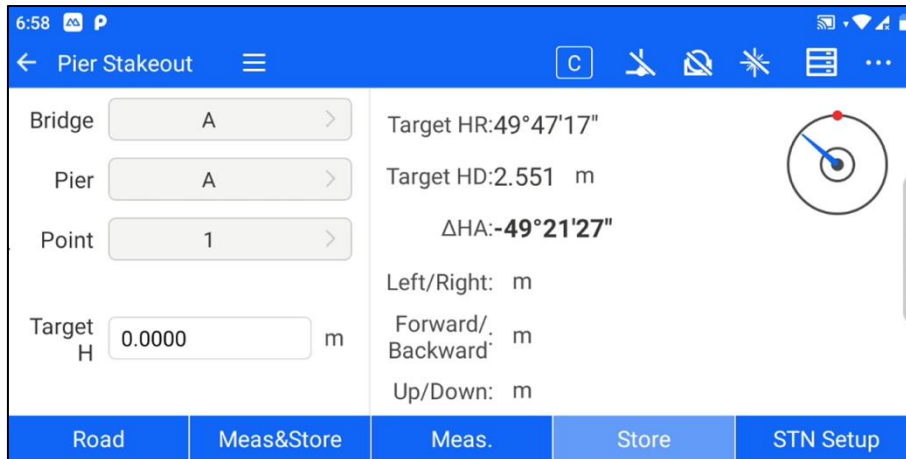 6:58
Pier Stakeout
C
Bridge A
Pier A
Point 1
Target H 0.0000 m
Target HR:49°47'17"
Target HD:2.551 m
ΔHA:-49°21'27"
Left/Right: m
Forward/
Backward: m
Up/Down: m
Road Meas&Store Meas. Store STN Setup